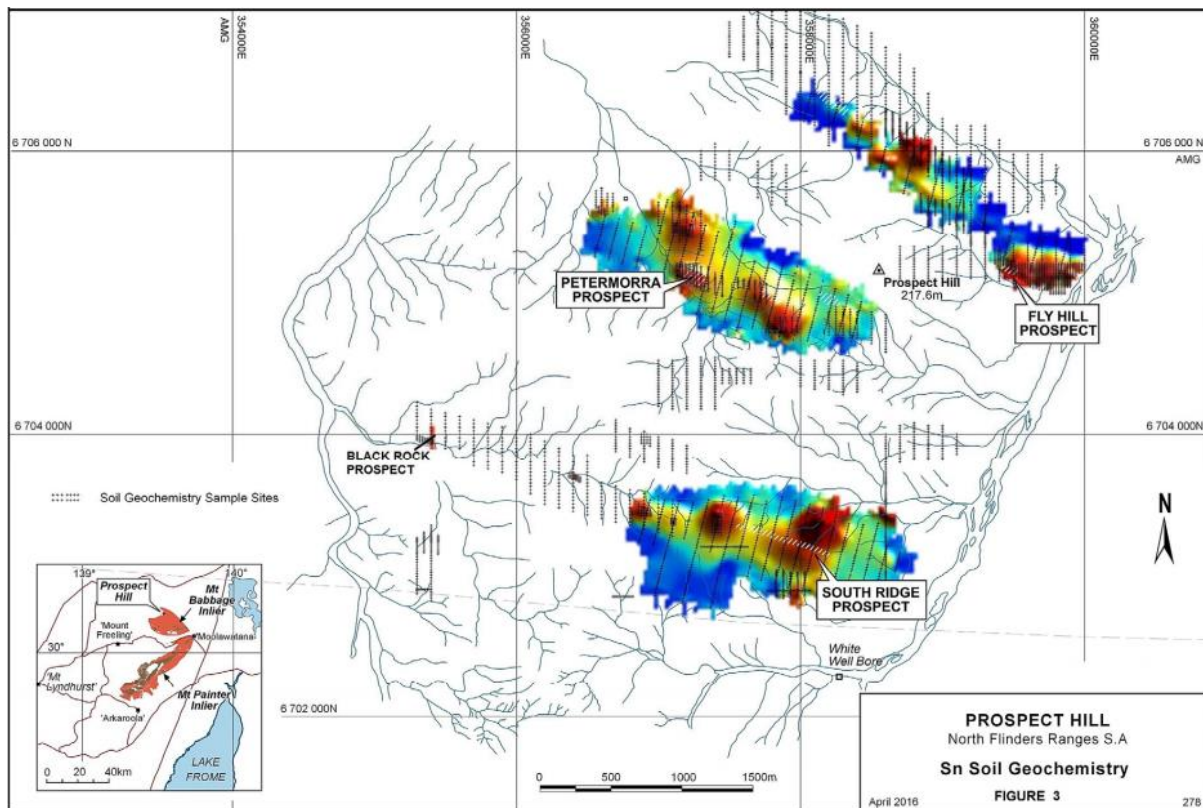 354000E
AMG
356000E
358000E
360000E
6 706 000 N
6 706 000 N
AMG
PETERMORRA
PROSPECT
Prospect Hill
217.6m
FLY HILL
PROSPECT
6 704 000 N
6 704 000N
BLACK ROCK
PROSPECT
Soil Geochemistry Sample Sites
N
SOUTH RIDGE
PROSPECT
White
Well Bore
6 702 000 N
139°
140°
Prospect
Hill
Mt
Babbage
Inlier
'Mount
Freeling'
'Moolawatana'
30°
'Mt
Lyndhurst'
Mt Painter
Inlier
'Arkaroola'
LAKE
FROME
0 20 40km
0 500 1000 1500m
PROSPECT HILL
North Flinders Ranges S.A
Sn Soil Geochemistry
FIGURE 3
April 2016